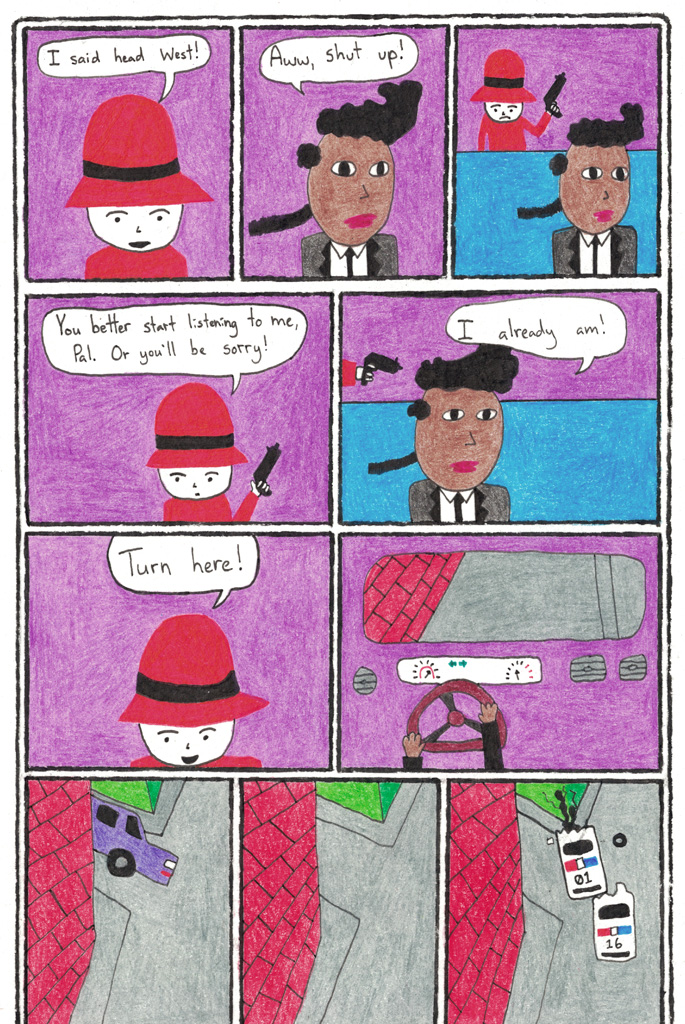 I said head West!
Aww, shut up!
You better start listening to me,
Pal. Or you'll be sorry!
I already am!
Turn here!
01
16